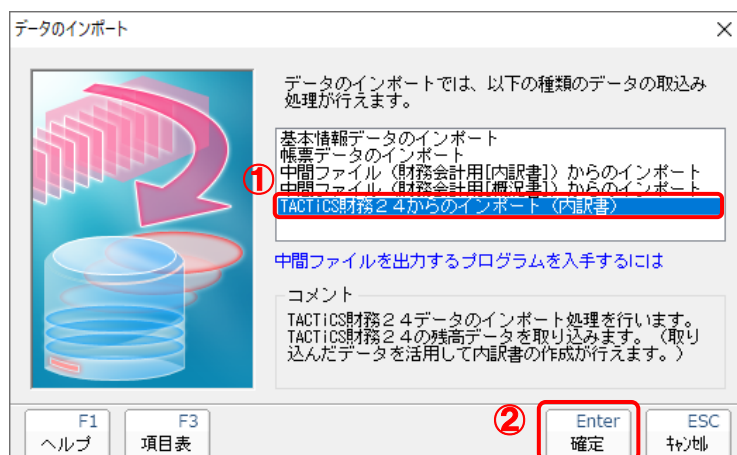 データのインポート
データのインポートでは、以下の種類のデータの取込み
処理が行えます。
基本情報データのインポート
帳票データのインポート
中間ファイル（財務会計用[内訳書]）からのインポート
中間ファイル（財務会計用[概況書]）からのインポート
① TACTiCS財務２４からのインポート（内訳書）
中間ファイルを出力するプログラムを入手するには
コメント
TACTiCS財務２４データのインポート処理を行います。
TACTiCS財務２４の残高データを取り込みます。（取り
込んだデータを活用して内訳書の作成が行えます。）
F1 F3 ② Enter ESC
ヘルプ 項目表 確定 ｷｬﾝｾﾙ